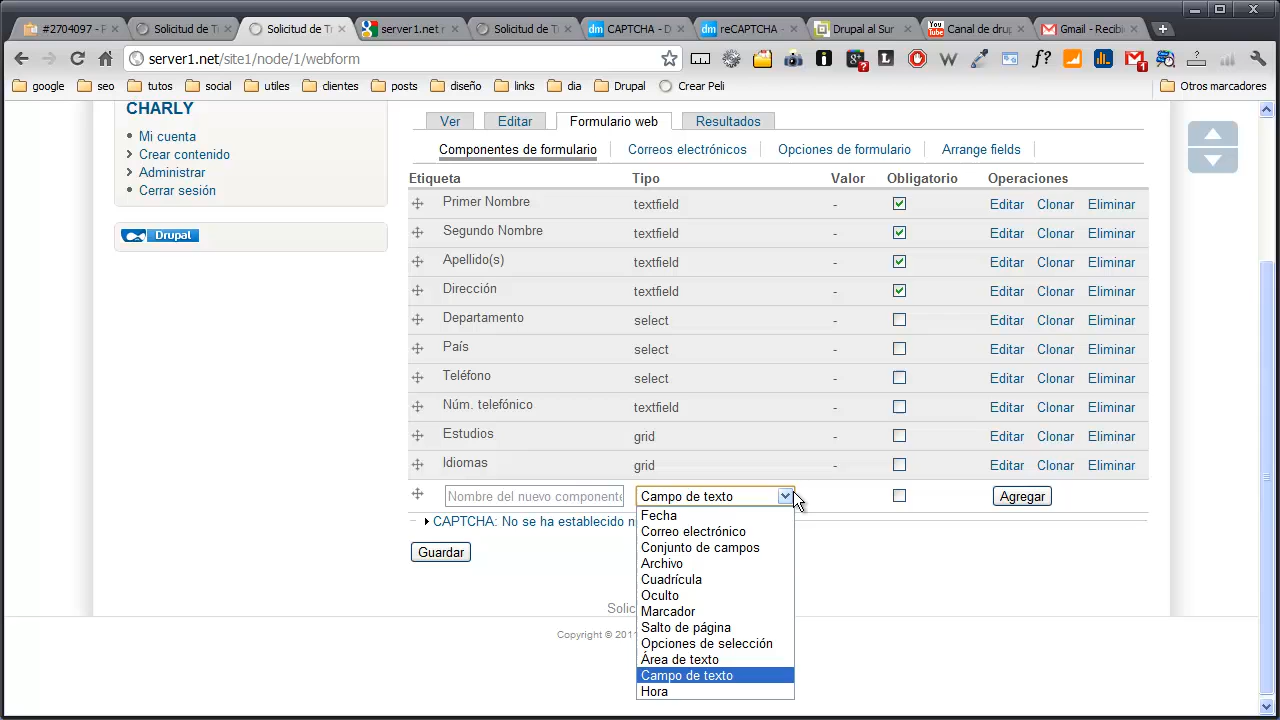 #2704097 - F
Solicitud de T
Solicitud de Tr
server1.net r
Solicitud de T
CAPTCHA - D
reCAPTCHA -
Drupal al Sur
Canal de drup
Gmail - Recibi
server1.net/site1/node/1/webform
google
seo
tutos
social
utiles
clientes
posts
diseño
links
dia
Drupal
Crear Peli
Otros marcadores
CHARLY
Mi cuenta
Crear contenido
Administrar
Cerrar sesión
Drupal
Ver Editar Formulario web Resultados
Componentes de formulario Correos electrónicos Opciones de formulario Arrange fields
Etiqueta Tipo Valor Obligatorio Operaciones
Primer Nombre textfield - Editar Clonar Eliminar
Segundo Nombre textfield - Editar Clonar Eliminar
Apellido(s) textfield - Editar Clonar Eliminar
Dirección textfield - Editar Clonar Eliminar
Departamento select - Editar Clonar Eliminar
País select - Editar Clonar Eliminar
Teléfono select - Editar Clonar Eliminar
Núm. telefónico textfield - Editar Clonar Eliminar
Estudios grid - Editar Clonar Eliminar
Idiomas grid - Editar Clonar Eliminar
Nombre del nuevo componente Campo de texto Agregar
CAPTCHA: No se ha establecido n
Guardar
Fecha
Correo electrónico
Conjunto de campos
Archivo
Cuadrícula
Oculto
Marcador
Salto de página
Opciones de selección
Área de texto
Campo de texto
Hora
Solic
Copyright © 2011